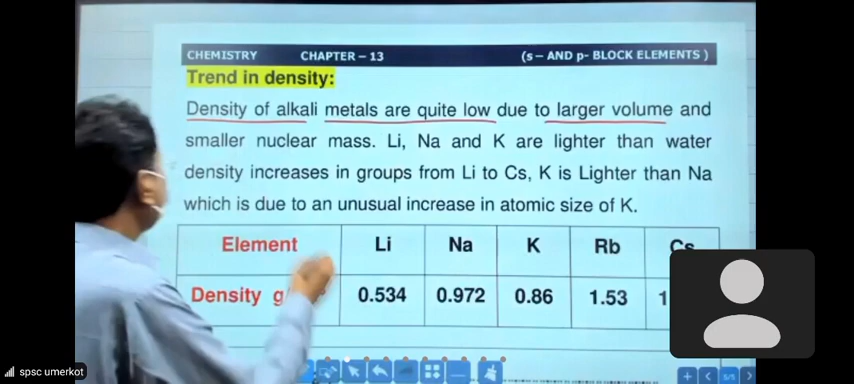 CHEMISTRY CHAPTER – 13 (s – AND p- BLOCK ELEMENTS )
Trend in density:
Density of alkali metals are quite low due to larger volume and
smaller nuclear mass. Li, Na and K are lighter than water
density increases in groups from Li to Cs, K is Lighter than Na
which is due to an unusual increase in atomic size of K.
Element Li Na K Rb Cs
Density 0.534 0.972 0.86 1.53
spsc umerkot